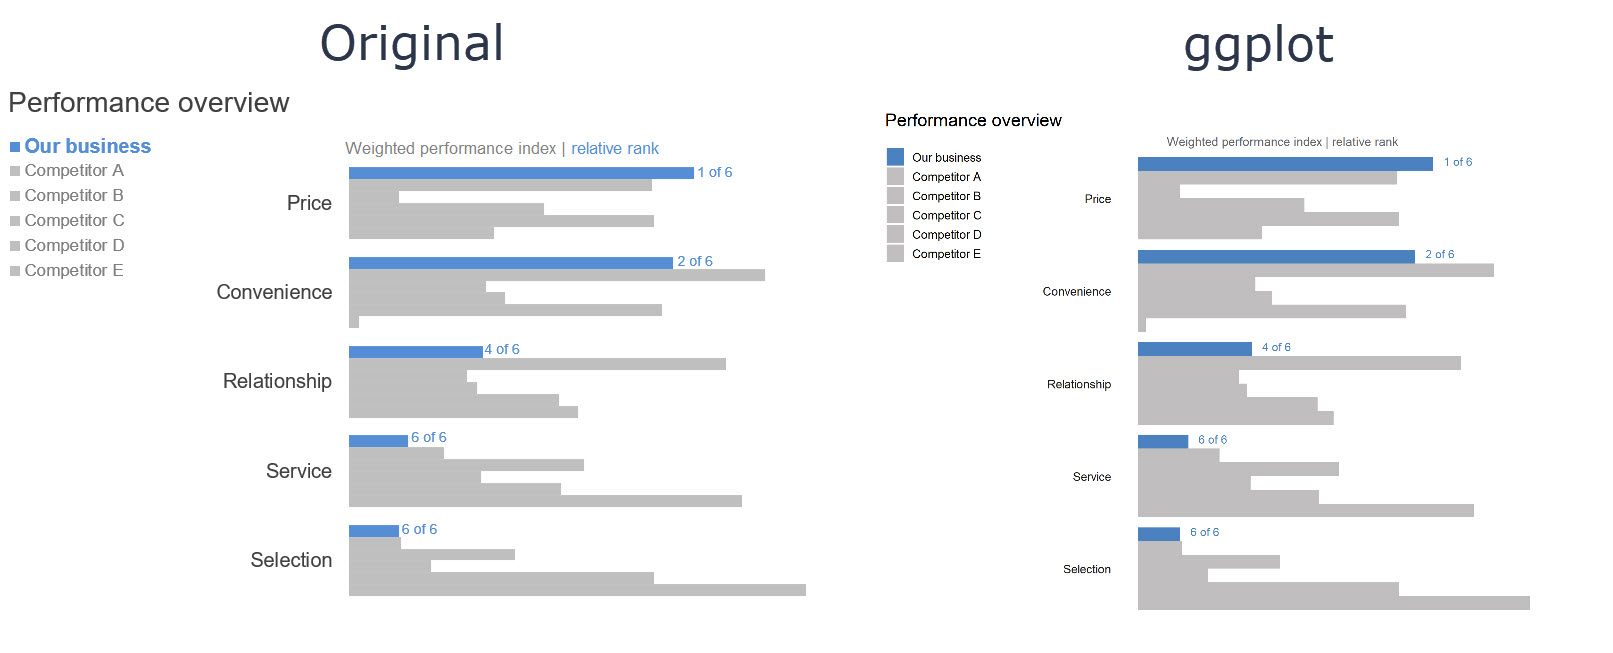 Original
Performance overview
Our business
Competitor A
Competitor B
Competitor C
Competitor D
Competitor E
Weighted performance index | relative rank
Price
1 of 6
Convenience
2 of 6
Relationship
4 of 6
Service
6 of 6
Selection
6 of 6
ggplot
Performance overview
Our business
Competitor A
Competitor B
Competitor C
Competitor D
Competitor E
Weighted performance index | relative rank
Price
1 of 6
Convenience
2 of 6
Relationship
4 of 6
Service
6 of 6
Selection
6 of 6